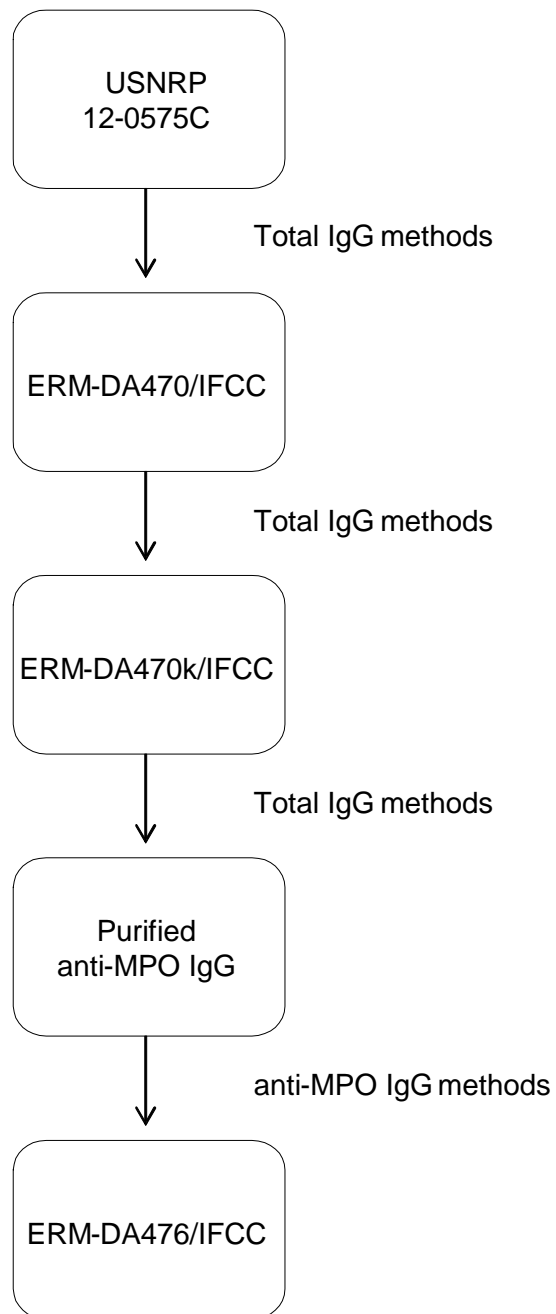 USNRP
12-0575C
Total IgG methods
ERM-DA470/IFCC
Total IgG methods
ERM-DA470k/IFCC
Total IgG methods
Purified
anti-MPO IgG
anti-MPO IgG methods
ERM-DA476/IFCC